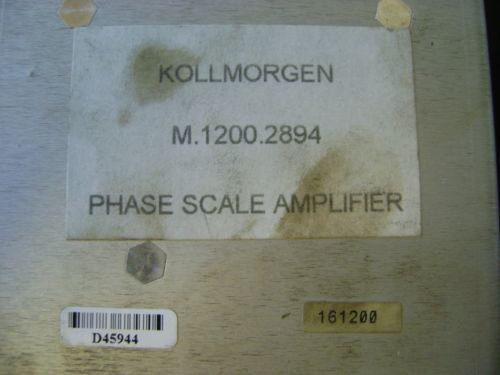 KOLLMORGEN
M.1200.2894
PHASE SCALE AMPLIFIER
D45944
161200